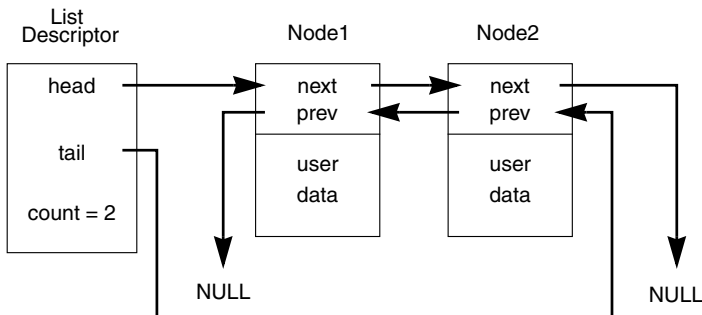 List
Descriptor
head
tail
count = 2
Node1
next
prev
user
data
NULL
Node2
next
prev
user
data
NULL